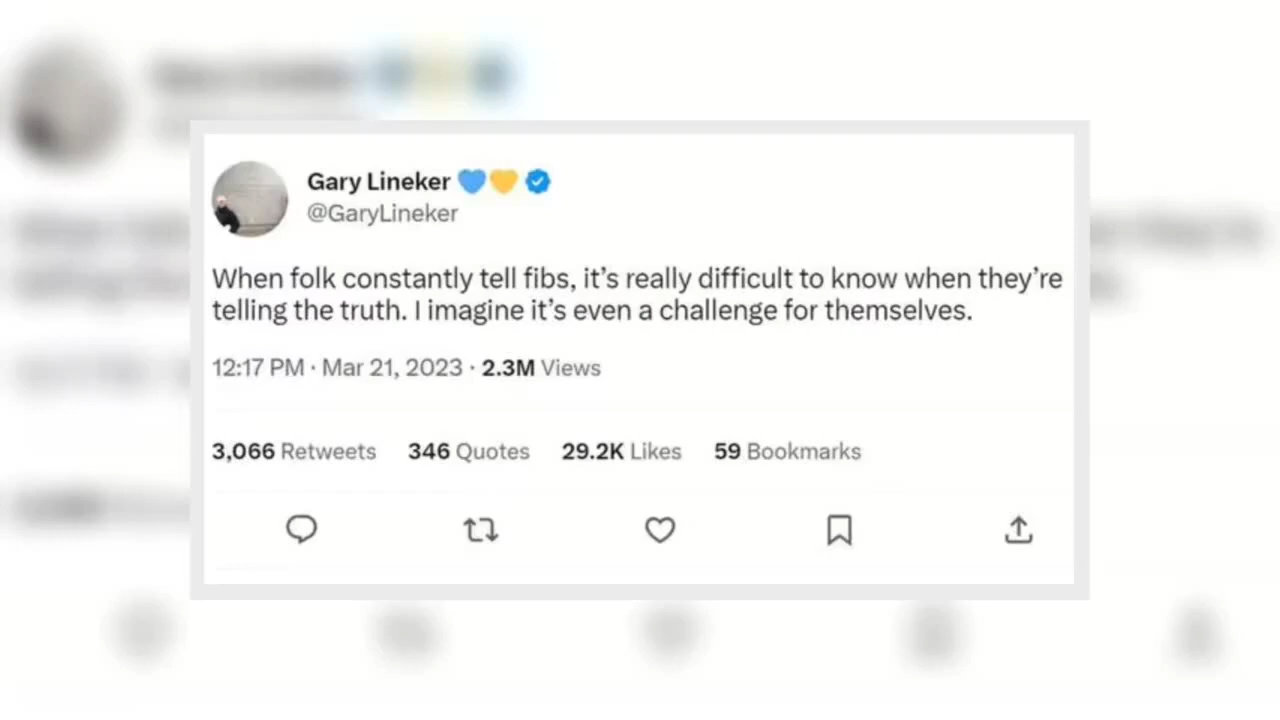 Gary Lineker 💙💛
@GaryLineker
When folk constantly tell fibs, it’s really difficult to know when they’re
telling the truth. I imagine it’s even a challenge for themselves.
12:17 PM · Mar 21, 2023 · 2.3M Views
3,066 Retweets 346 Quotes 29.2K Likes 59 Bookmarks